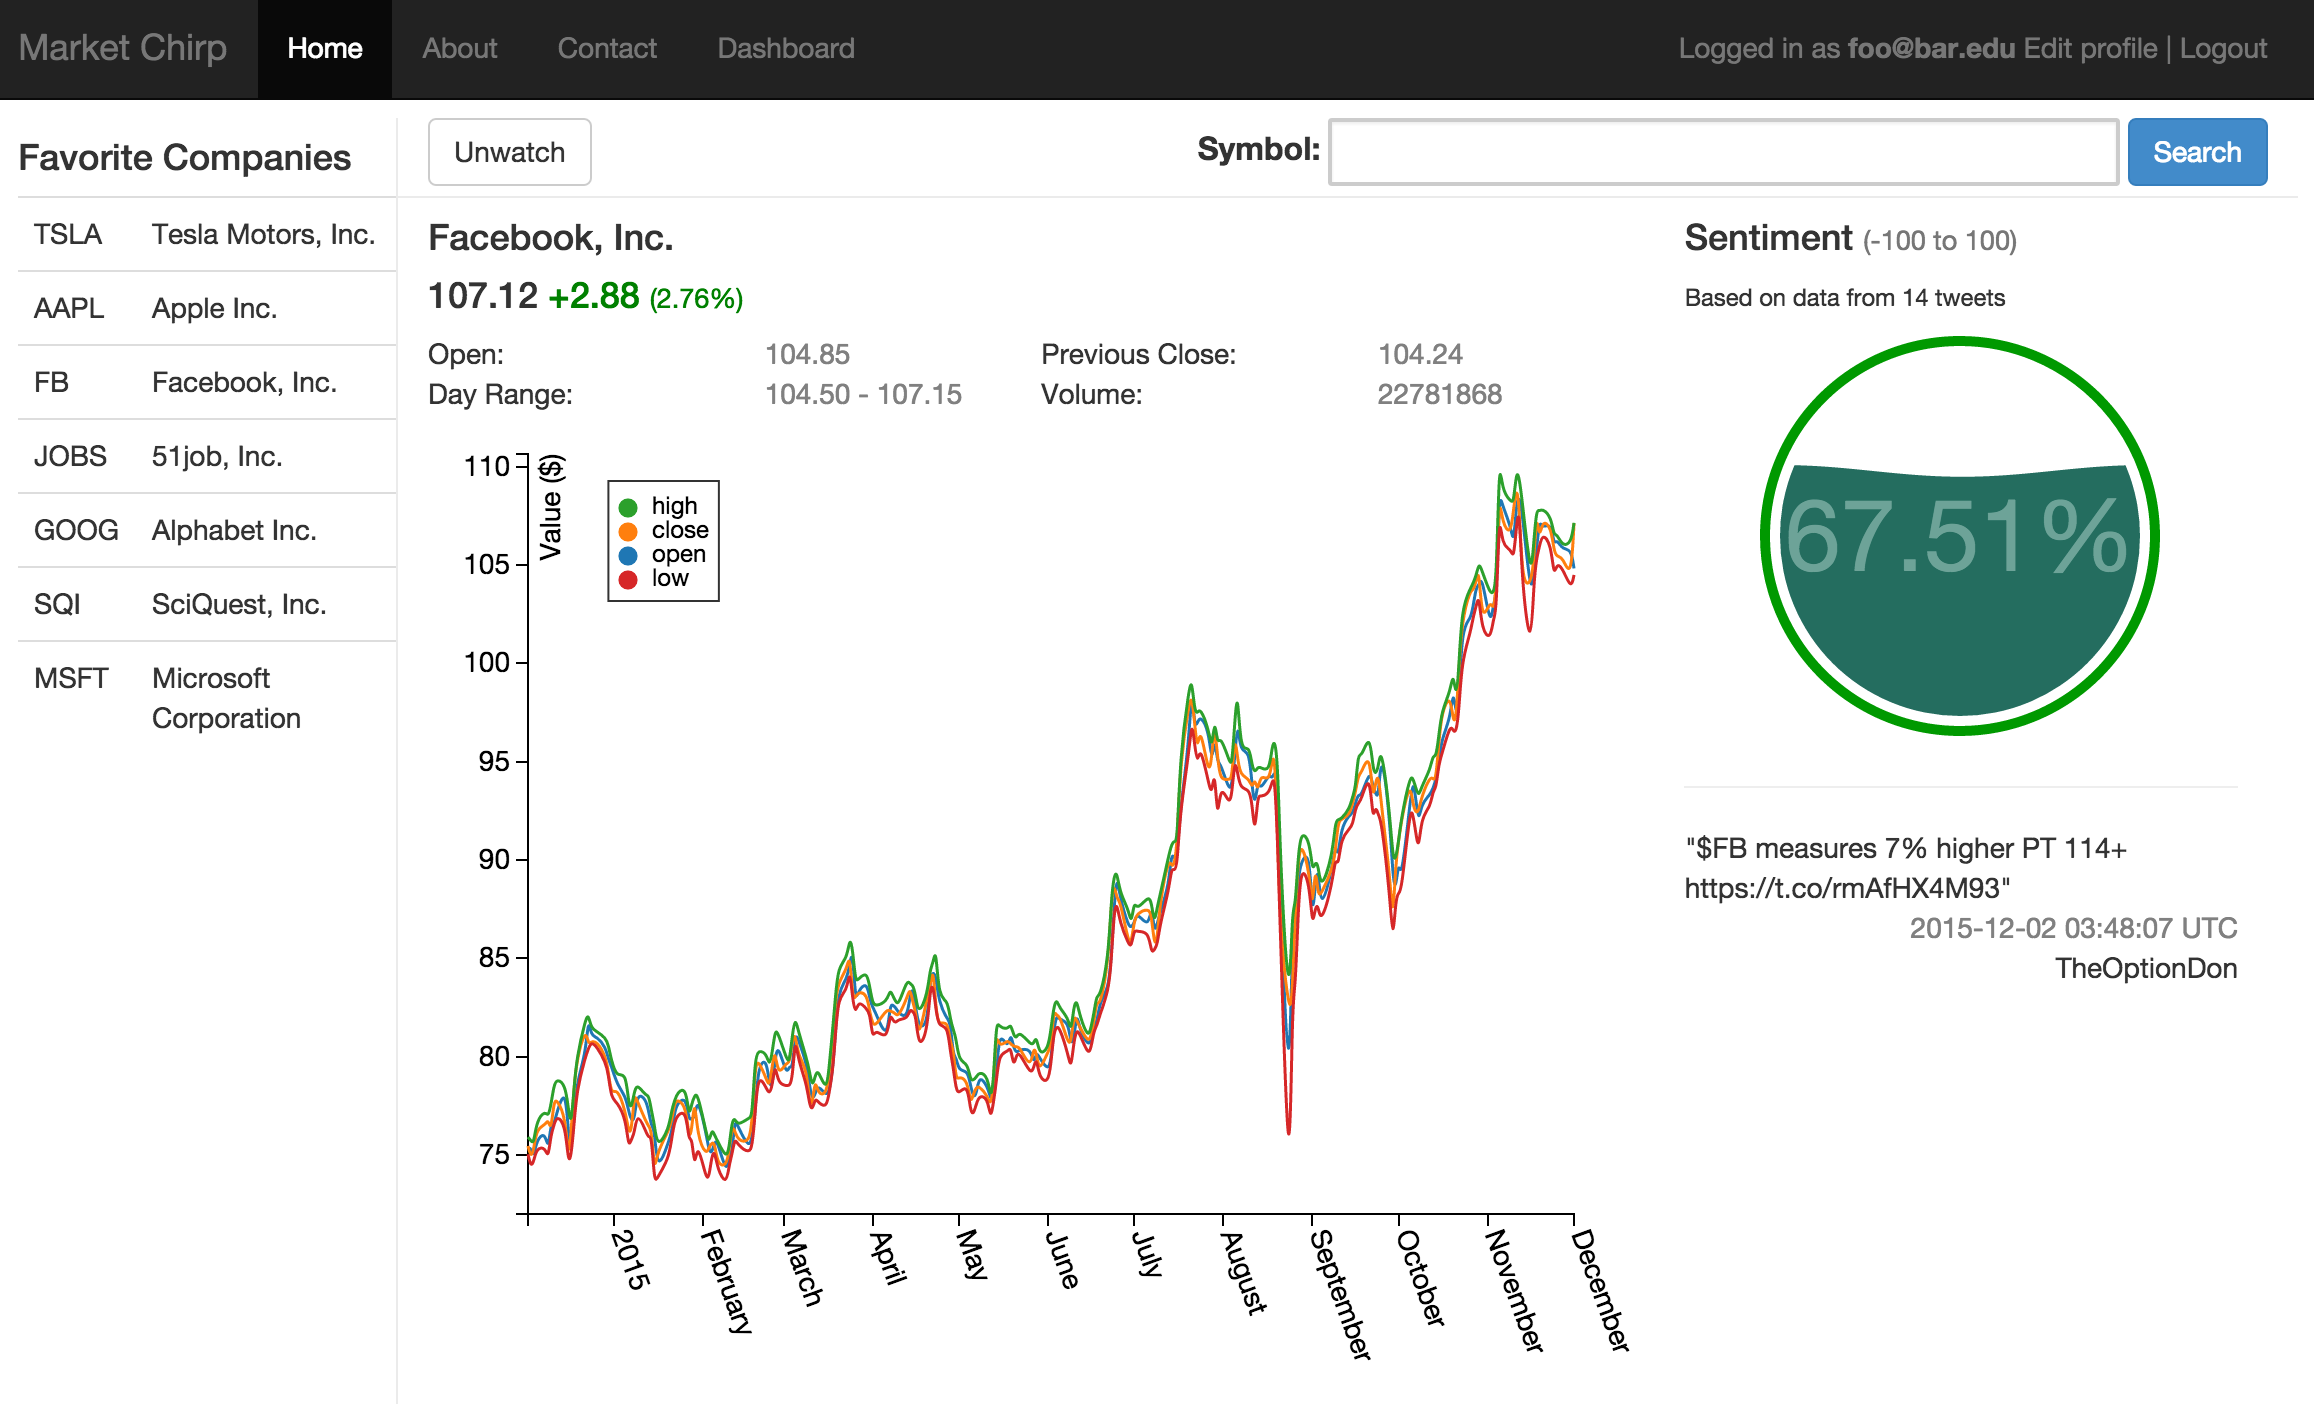 Market Chirp Home About Contact Dashboard Logged in as foo@bar.edu Edit profile | Logout
Favorite Companies
TSLA Tesla Motors, Inc.
AAPL Apple Inc.
FB Facebook, Inc.
JOBS 51job, Inc.
GOOG Alphabet Inc.
SQI SciQuest, Inc.
MSFT Microsoft
Corporation
Unwatch Symbol: Search
Facebook, Inc.
107.12 +2.88 (2.76%)
Open: 104.85 Previous Close: 104.24
Day Range: 104.50 - 107.15 Volume: 22781868
Value ($)
high
close
open
low
110
105
100
95
90
85
80
75
2015 February March April May June July August September October November December
Sentiment (-100 to 100)
Based on data from 14 tweets
67.51%
"$FB measures 7% higher PT 114+
https://t.co/rmAfHX4M93"
2015-12-02 03:48:07 UTC
TheOptionDon